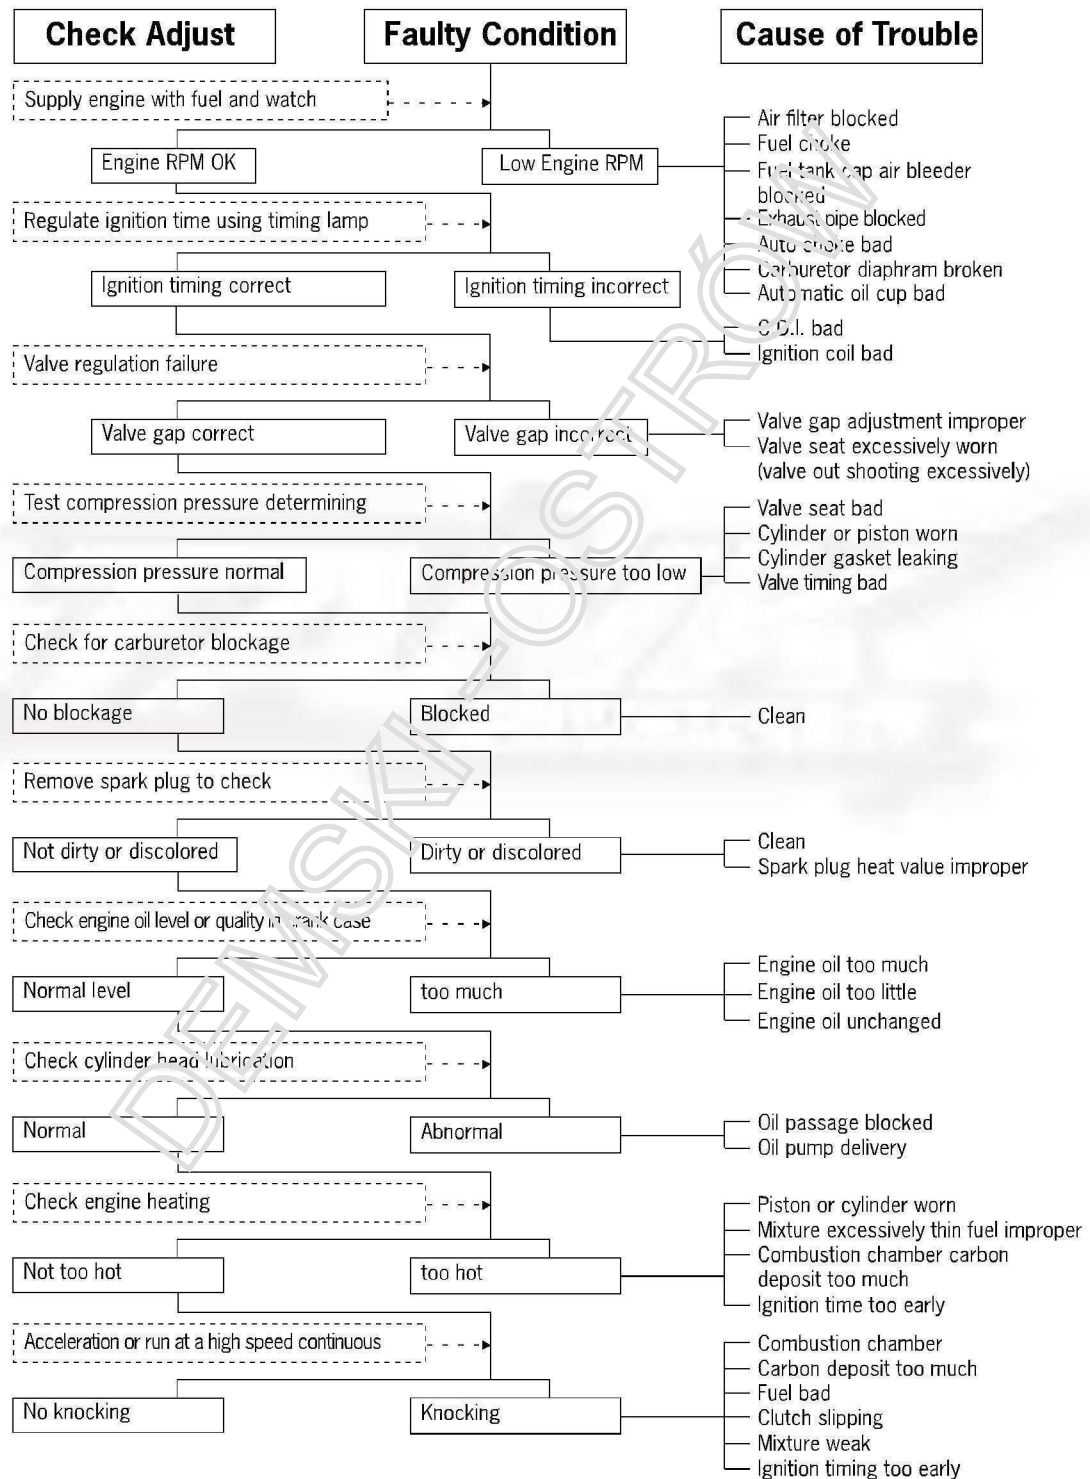 Check Adjust
Faulty Condition
Cause of Trouble
Supply engine with fuel and watch
Engine RPM OK
Low Engine RPM
Air filter blocked
Fuel choke
Fuel tank cap air bleeder
blocked
Exhaust pipe blocked
Auto choke bad
Carburetor diaphram broken
Automatic oil cup bad
Regulate ignition time using timing lamp
Ignition timing correct
Ignition timing incorrect
C.D.I. bad
Ignition coil bad
Valve regulation failure
Valve gap correct
Valve gap incorrect
Valve gap adjustment improper
Valve seat excessively worn
(valve out shooting excessively)
Test compression pressure determining
Compression pressure normal
Compression pressure too low
Valve seat bad
Cylinder or piston worn
Cylinder gasket leaking
Valve timing bad
Check for carburetor blockage
No blockage
Blocked
Clean
Remove spark plug to check
Not dirty or discolored
Dirty or discolored
Clean
Spark plug heat value improper
Check engine oil level or quality in crank case
Normal level
too much
Engine oil too much
Engine oil too little
Engine oil unchanged
Check cylinder head lubrication
Normal
Abnormal
Oil passage blocked
Oil pump delivery
Check engine heating
Not too hot
too hot
Piston or cylinder worn
Mixture excessively thin fuel improper
Combustion chamber carbon
deposit too much
Ignition time too early
Acceleration or run at a high speed continuous
No knocking
Knocking
Combustion chamber
Carbon deposit too much
Fuel bad
Clutch slipping
Mixture weak
Ignition timing too early
DEMSKI-OSTRÓW